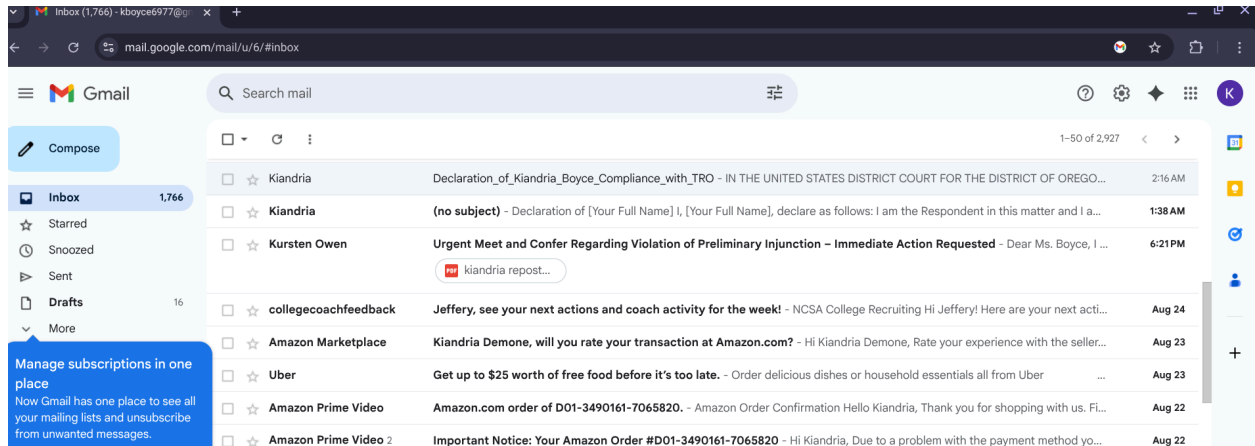 Inbox (1,766) - kboyce6977@gm
mail.google.com/mail/u/6/#inbox
Gmail
Search mail
K
Compose
1–50 of 2,927
31
Inbox 1,766
Starred
Snoozed
Sent
Drafts 16
More
Manage subscriptions in one
place
Now Gmail has one place to see all
your mailing lists and unsubscribe
from unwanted messages.
Kiandria Declaration_of_Kiandria_Boyce_Compliance_with_TRO - IN THE UNITED STATES DISTRICT COURT FOR THE DISTRICT OF OREGO... 2:16 AM
Kiandria (no subject) - Declaration of [Your Full Name] I, [Your Full Name], declare as follows: I am the Respondent in this matter and I a... 1:38 AM
Kursten Owen Urgent Meet and Confer Regarding Violation of Preliminary Injunction – Immediate Action Requested - Dear Ms. Boyce, I ... 6:21 PM
PDF kiandria repost...
collegecoachfeedback Jeffery, see your next actions and coach activity for the week! - NCSA College Recruiting Hi Jeffery! Here are your next acti... Aug 24
Amazon Marketplace Kiandria Demone, will you rate your transaction at Amazon.com? - Hi Kiandria Demone, Rate your experience with the seller... Aug 23
Uber Get up to $25 worth of free food before it's too late. - Order delicious dishes or household essentials all from Uber ... Aug 23
Amazon Prime Video Amazon.com order of D01-3490161-7065820. - Amazon Order Confirmation Hello Kiandria, Thank you for shopping with us. Fi... Aug 22
Amazon Prime Video 2 Important Notice: Your Amazon Order #D01-3490161-7065820 - Hi Kiandria, Due to a problem with the payment method yo... Aug 22